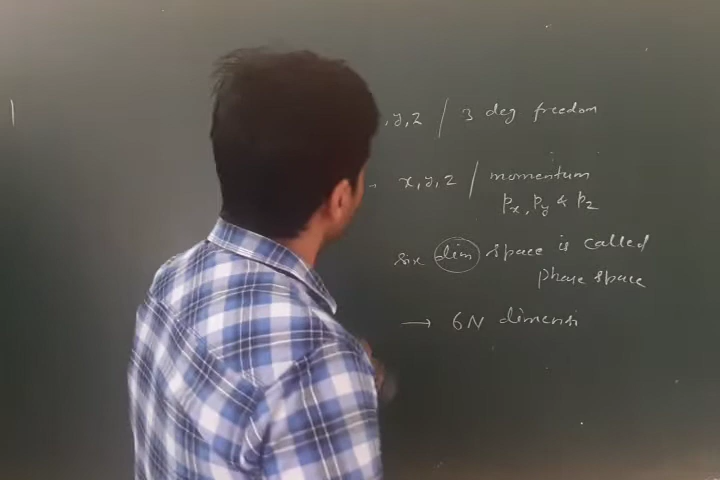 , y, z / 3 deg freedom
x, y, z / momentum
px, py & pz
six dim space is called
phase space
→ 6N dimensi